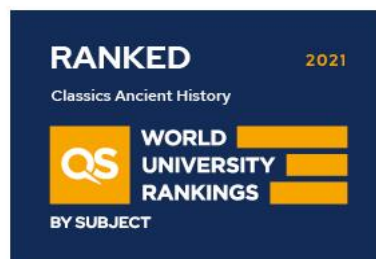 RANKED 2021
Classics Ancient History
QS WORLD
UNIVERSITY
RANKINGS
BY SUBJECT